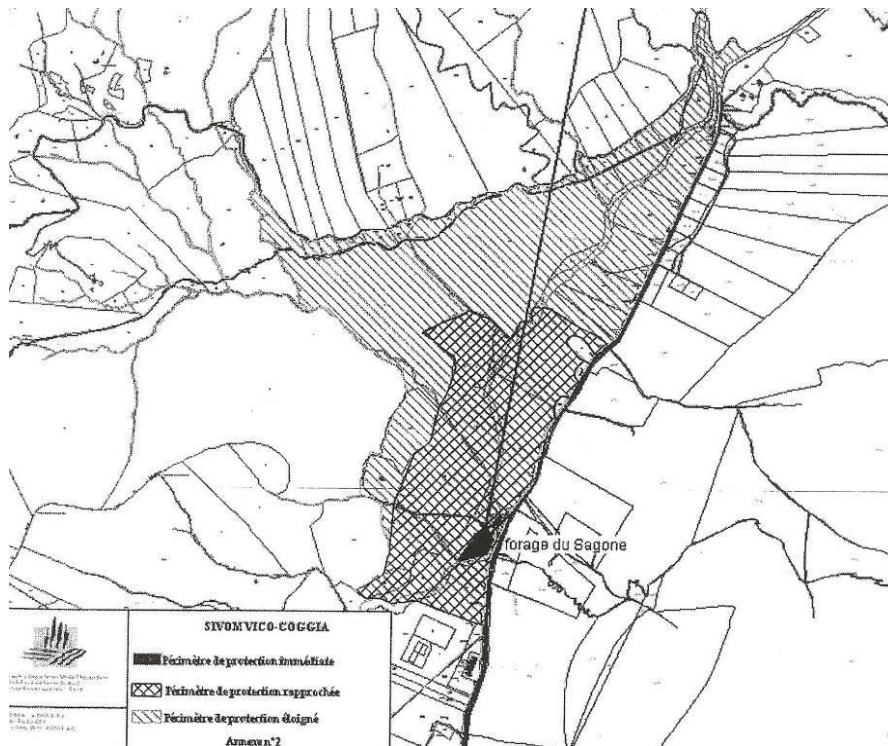 forage du Sagone
SIVOM VICO-COGGIA
Périmètre de protection immédiate
Périmètre de protection rapprochée
Périmètre de protection éloigné
Annexe n°2